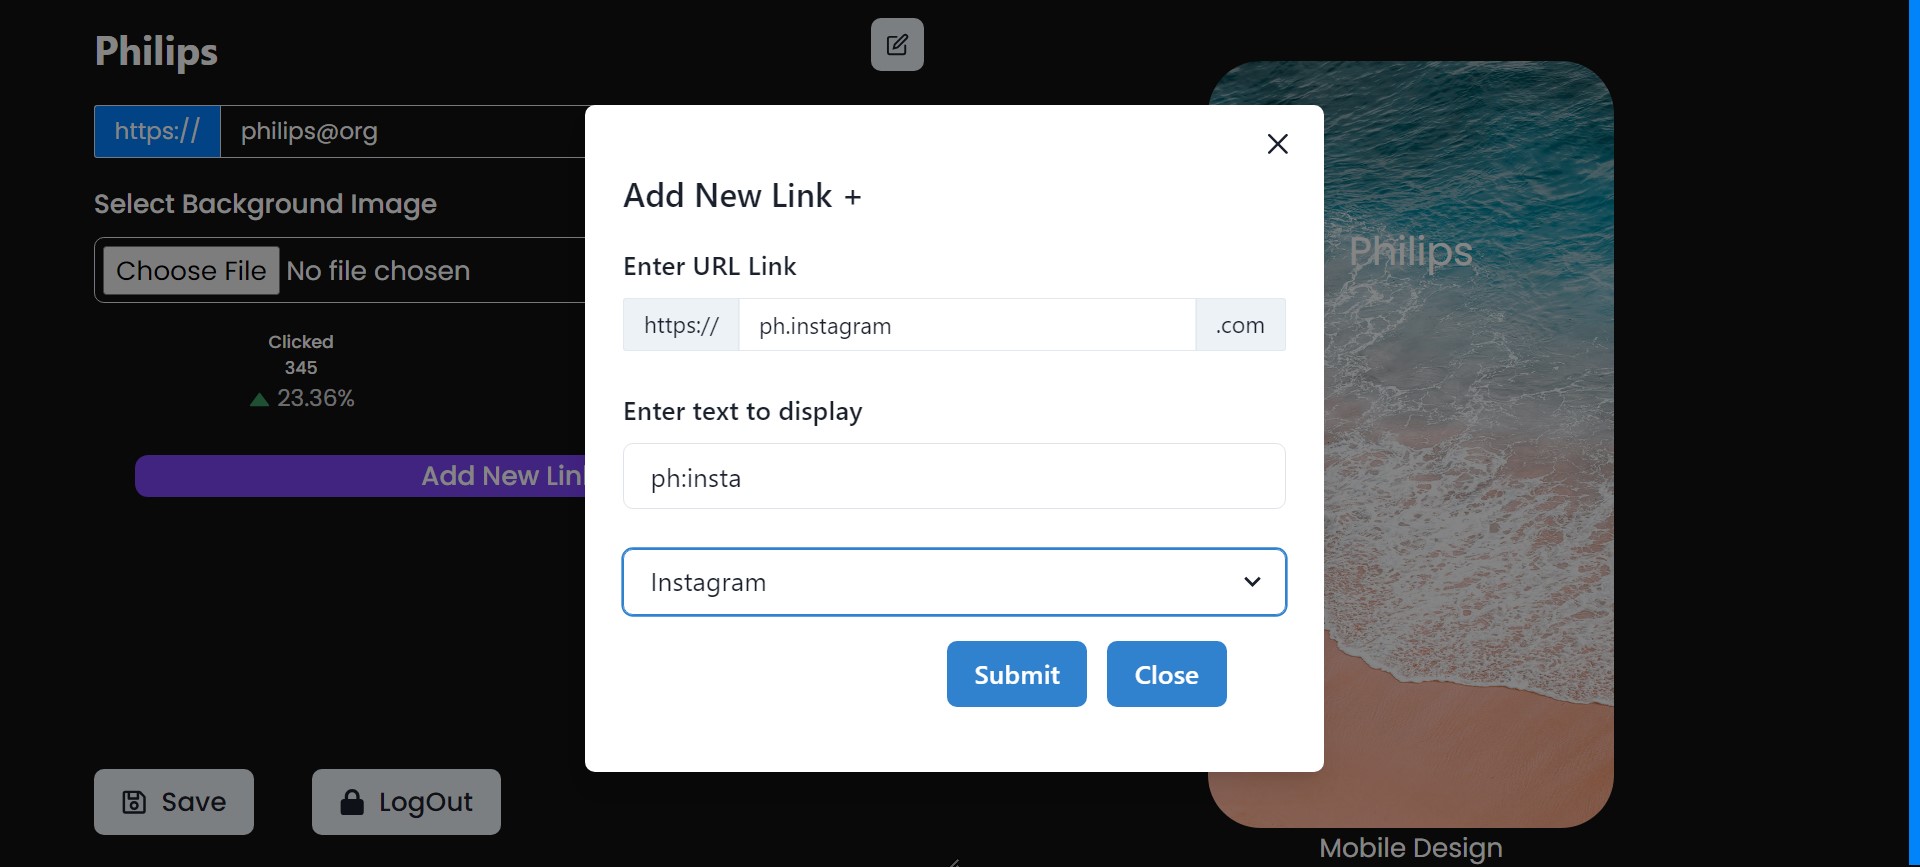 Philips
https:// philips@org
Select Background Image
Choose File No file chosen
Clicked
345
23.36%
Add New Lin
Save
LogOut
Add New Link +
Enter URL Link
https:// ph.instagram .com
Enter text to display
ph:insta
Instagram
Submit Close
Philips
Mobile Design